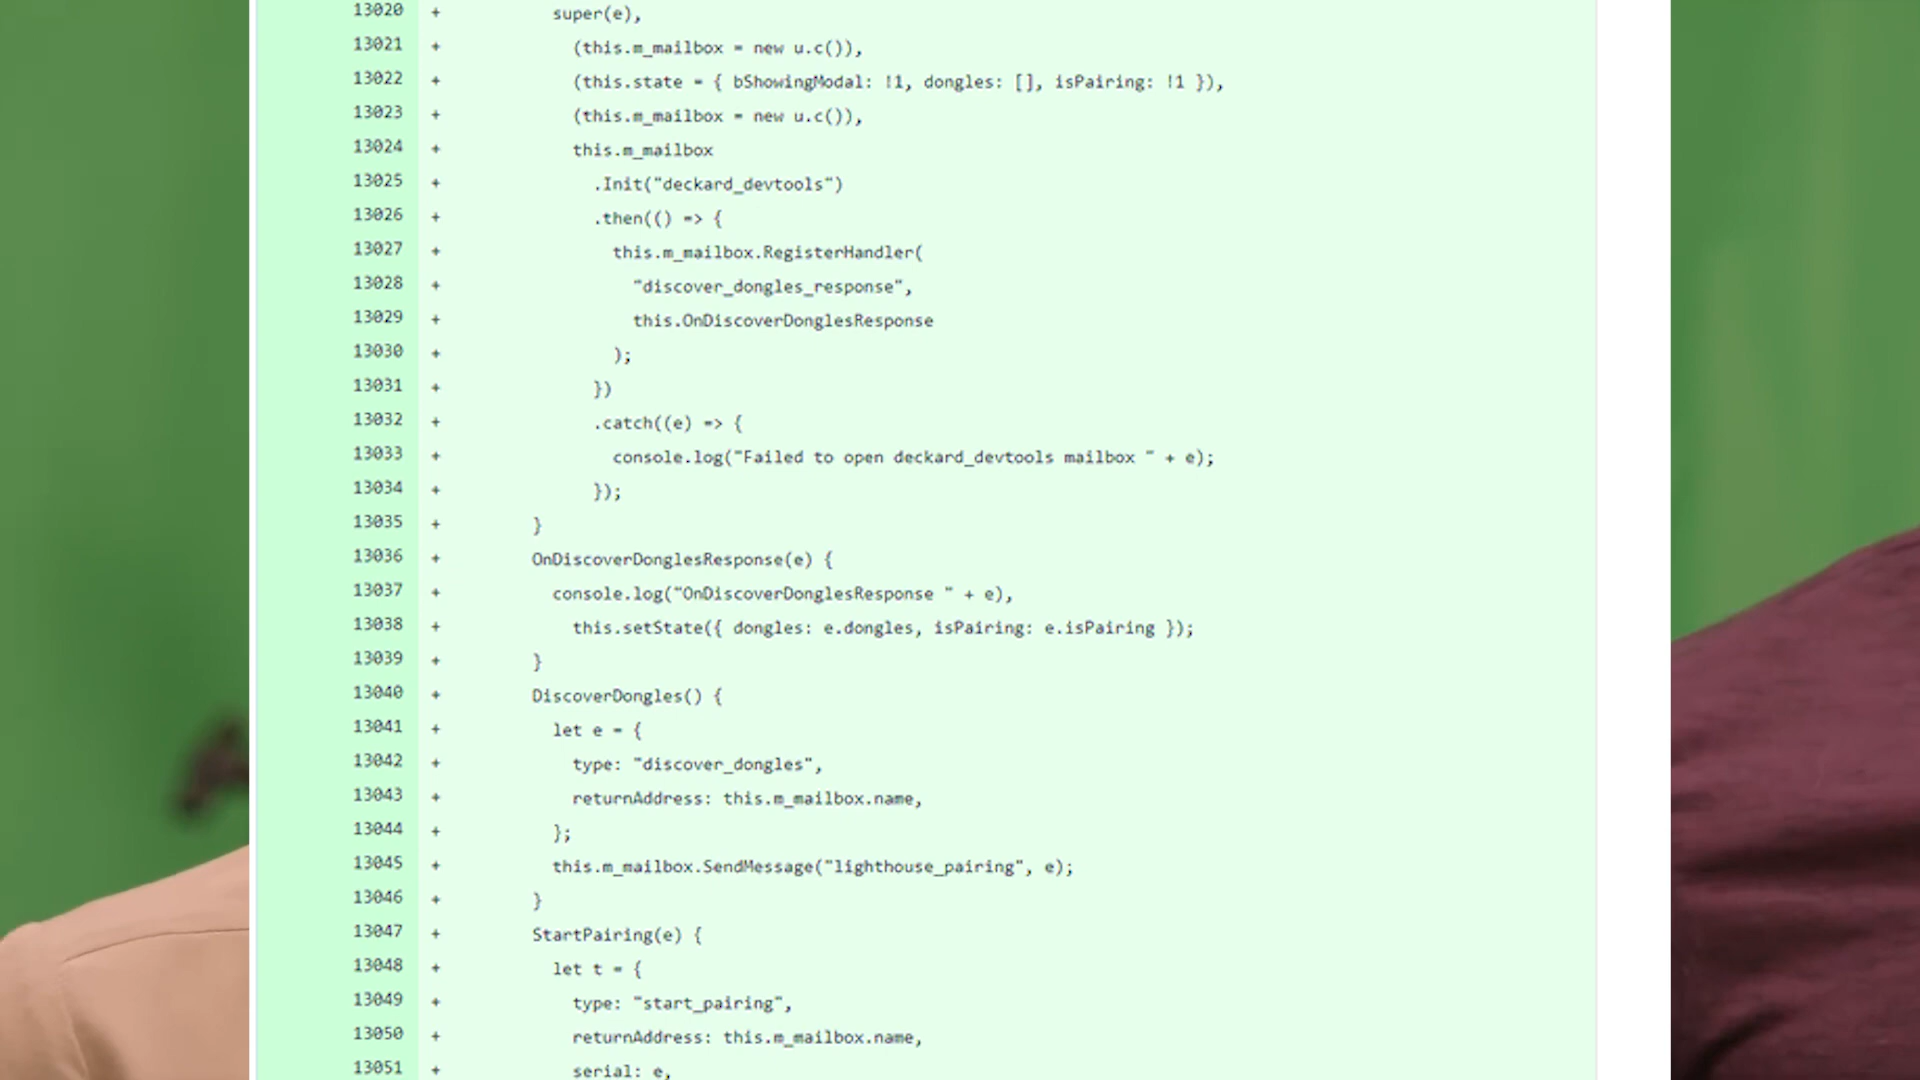 13020 + super(e),
13021 + (this.m_mailbox = new u.c()),
13022 + (this.state = { bShowingModal: !1, dongles: [], isPairing: !1 }),
13023 + (this.m_mailbox = new u.c()),
13024 + this.m_mailbox
13025 + .Init("deckard_devtools")
13026 + .then(() => {
13027 + this.m_mailbox.RegisterHandler(
13028 + "discover_dongles_response",
13029 + this.OnDiscoverDonglesResponse
13030 + );
13031 + })
13032 + .catch((e) => {
13033 + console.log("Failed to open deckard_devtools mailbox " + e);
13034 + });
13035 + }
13036 + OnDiscoverDonglesResponse(e) {
13037 + console.log("OnDiscoverDonglesResponse " + e),
13038 + this.setState({ dongles: e.dongles, isPairing: e.isPairing });
13039 + }
13040 + DiscoverDongles() {
13041 + let e = {
13042 + type: "discover_dongles",
13043 + returnAddress: this.m_mailbox.name,
13044 + };
13045 + this.m_mailbox.SendMessage("lighthouse_pairing", e);
13046 + }
13047 + StartPairing(e) {
13048 + let t = {
13049 + type: "start_pairing",
13050 + returnAddress: this.m_mailbox.name,
13051 + serial: e,